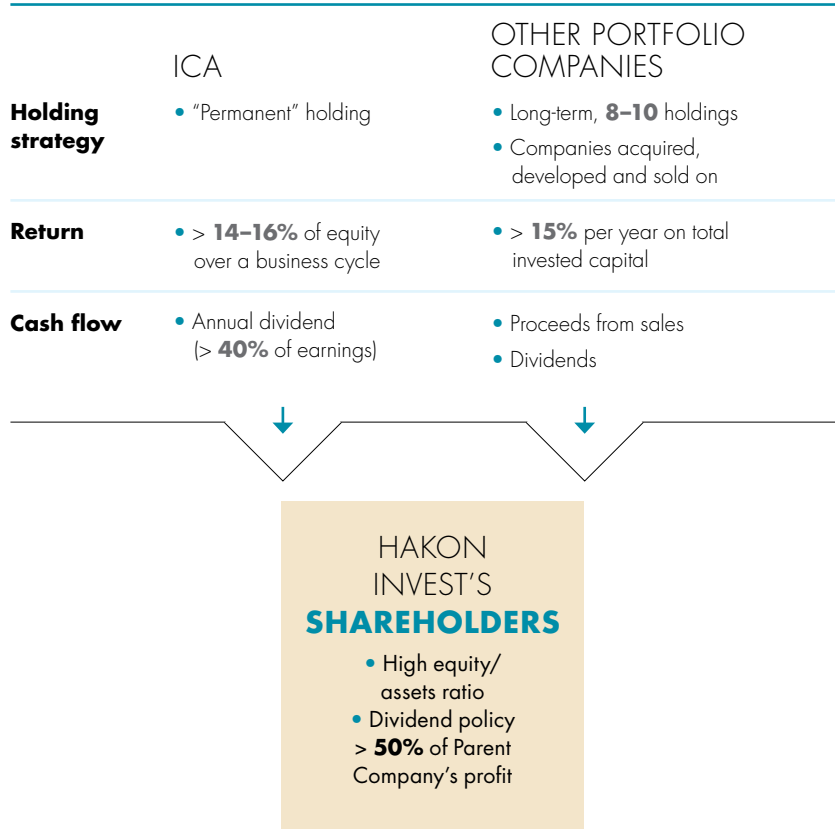 ICA
OTHER PORTFOLIO
COMPANIES
Holding
strategy
• “Permanent” holding
• Long-term, 8–10 holdings
• Companies acquired,
developed and sold on
Return
• > 14–16% of equity
over a business cycle
• > 15% per year on total
invested capital
Cash flow
• Annual dividend
(> 40% of earnings)
• Proceeds from sales
• Dividends
HAKON
INVEST’S
SHAREHOLDERS
• High equity/
assets ratio
• Dividend policy
> 50% of Parent
Company’s profit